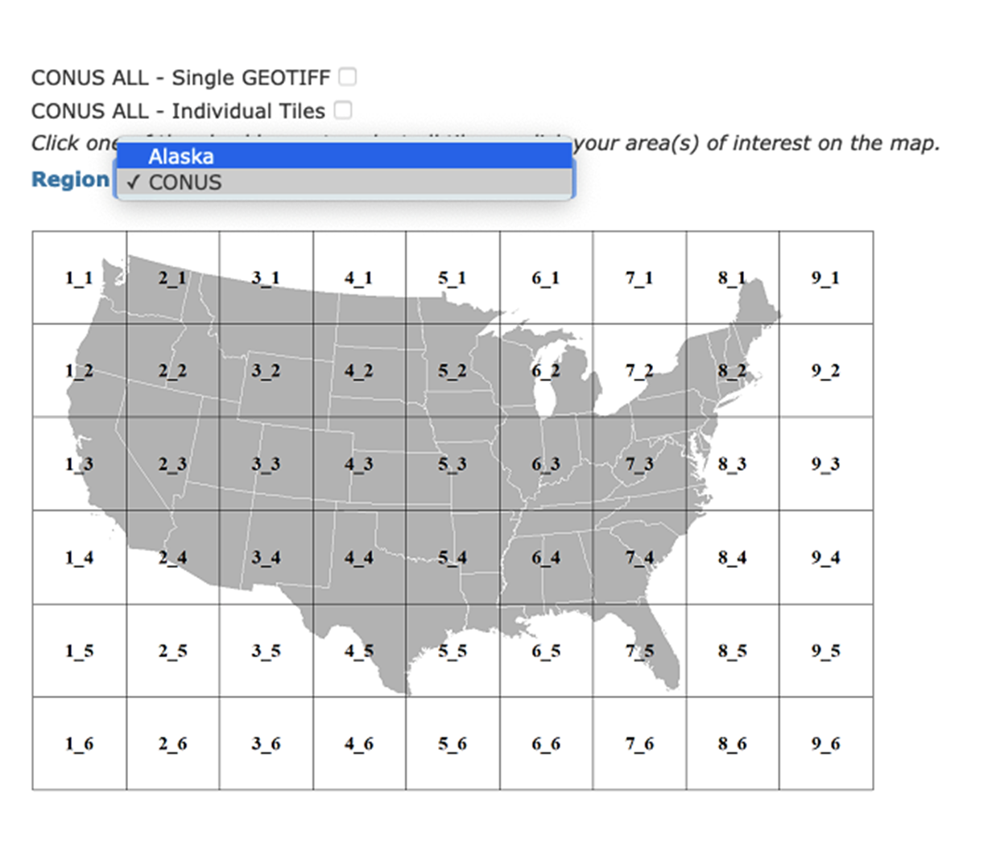 CONUS ALL - Single GEOTIFF
CONUS ALL - Individual Tiles
Click one your area(s) of interest on the map.
Alaska
Region ✓ CONUS
1_1 2_1 3_1 4_1 5_1 6_1 7_1 8_1 9_1
1_2 2_2 3_2 4_2 5_2 6_2 7_2 8_2 9_2
1_3 2_3 3_3 4_3 5_3 6_3 7_3 8_3 9_3
1_4 2_4 3_4 4_4 5_4 6_4 7_4 8_4 9_4
1_5 2_5 3_5 4_5 5_5 6_5 7_5 8_5 9_5
1_6 2_6 3_6 4_6 5_6 6_6 7_6 8_6 9_6